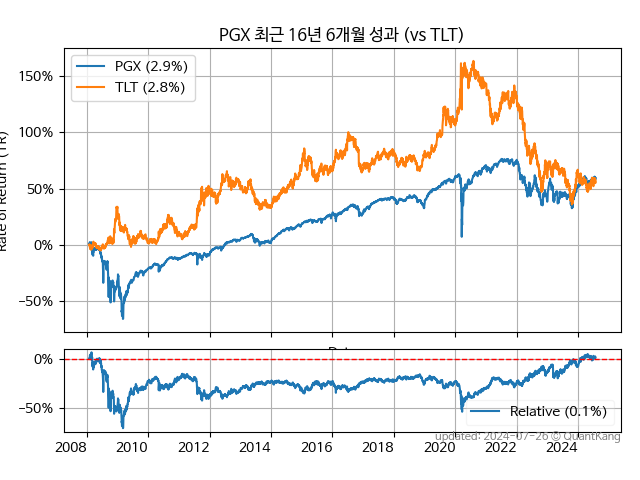 PGX 최근 16년 6개월 성과 (vs TLT)
PGX (2.9%)
TLT (2.8%)
150%
100%
50%
0%
−50%
Rate of Return (TR)
0%
−50%
Relative (0.1%)
updated: 2024-07-26 © QuantKang
2008 2010 2012 2014 2016 2018 2020 2022 2024